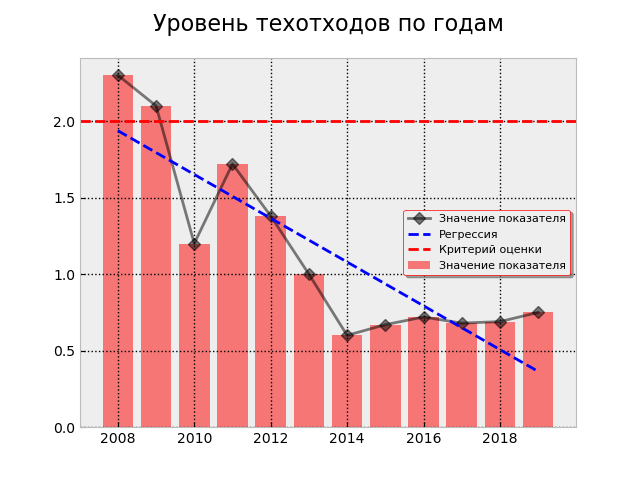 Уровень техотходов по годам
2.0
1.5
1.0
0.5
0.0
Значение показателя
Регрессия
Критерий оценки
Значение показателя
2008 2010 2012 2014 2016 2018